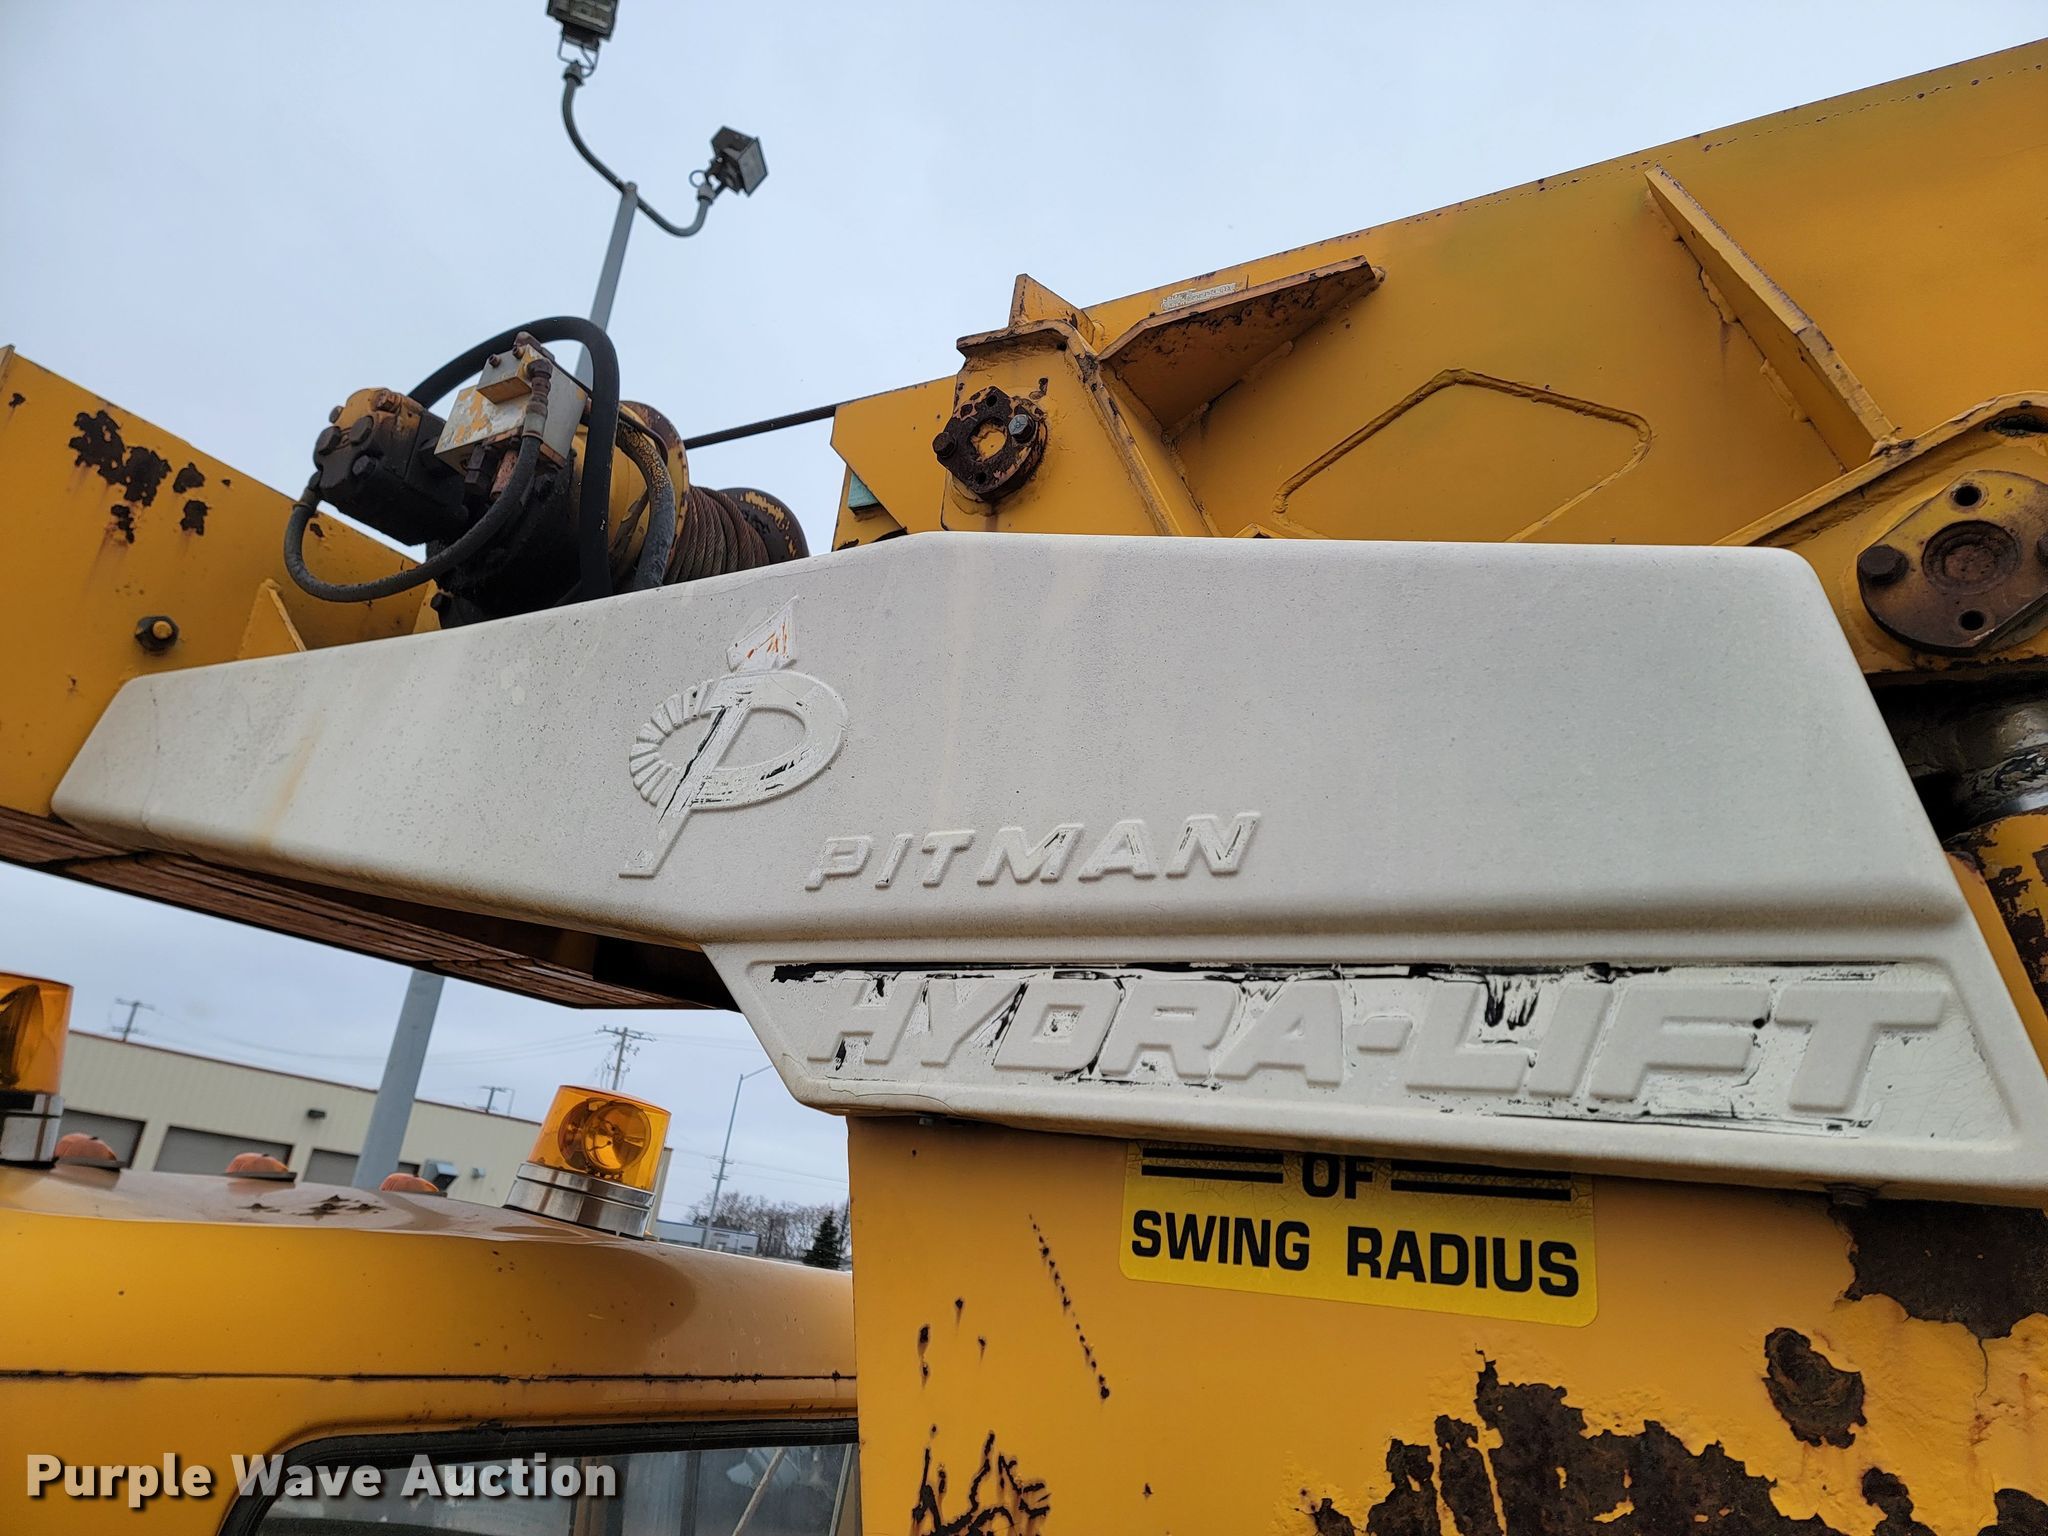 PITMAN
HYDRA-LIFT
OF
SWING RADIUS
Purple Wave Auction